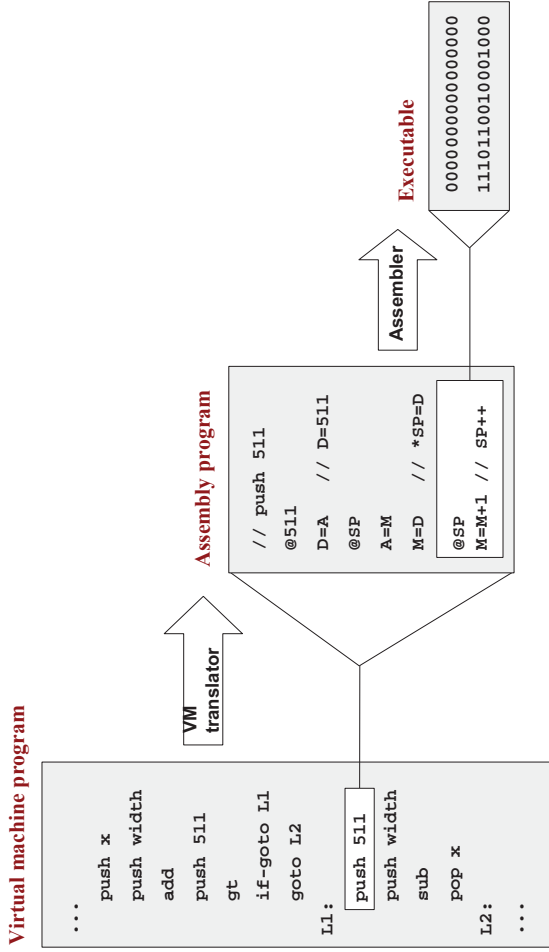 Virtual machine program
. . .
push x
push width
add
push 511
gt
if-goto L1
goto L2
L1:
push 511
push width
sub
pop x
L2:
. . .
VM
translator
Assembly program
// push 511
@511
D=A // D=511
@SP
A=M
M=D // *SP=D
@SP
M=M+1 // SP++
Assembler
Executable
0000000000000000
1110110010001000